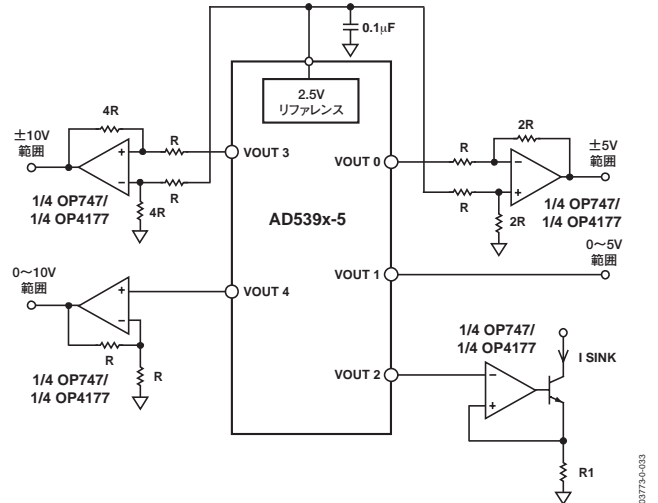 0.1μF
2.5V
リファレンス
4R
±10V
範囲
+
R
VOUT 3
−
R
4R
1/4 OP747/
1/4 OP4177
VOUT 0
R
2R
−
+
R
2R
±5V
範囲
1/4 OP747/
1/4 OP4177
AD539x-5
0～10V
範囲
+
−
VOUT 4
R
R
1/4 OP747/
1/4 OP4177
VOUT 1
0～5V
範囲
VOUT 2
1/4 OP747/
1/4 OP4177
−
+
I SINK
R1
03773-0-033